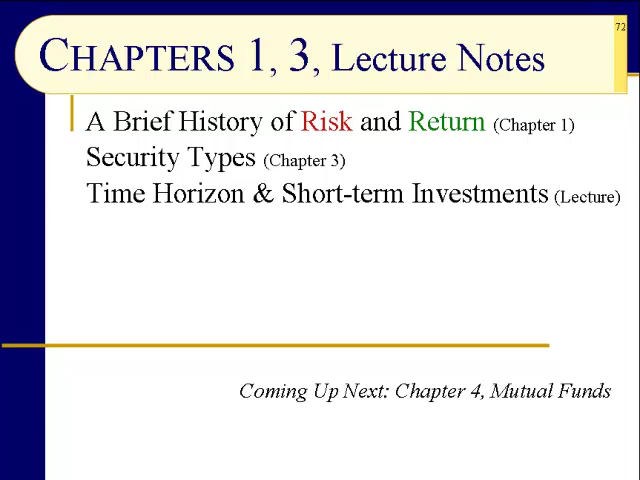 72
CHAPTERS 1, 3, Lecture Notes
A Brief History of Risk and Return (Chapter 1)
Security Types (Chapter 3)
Time Horizon & Short-term Investments (Lecture)
Coming Up Next: Chapter 4, Mutual Funds